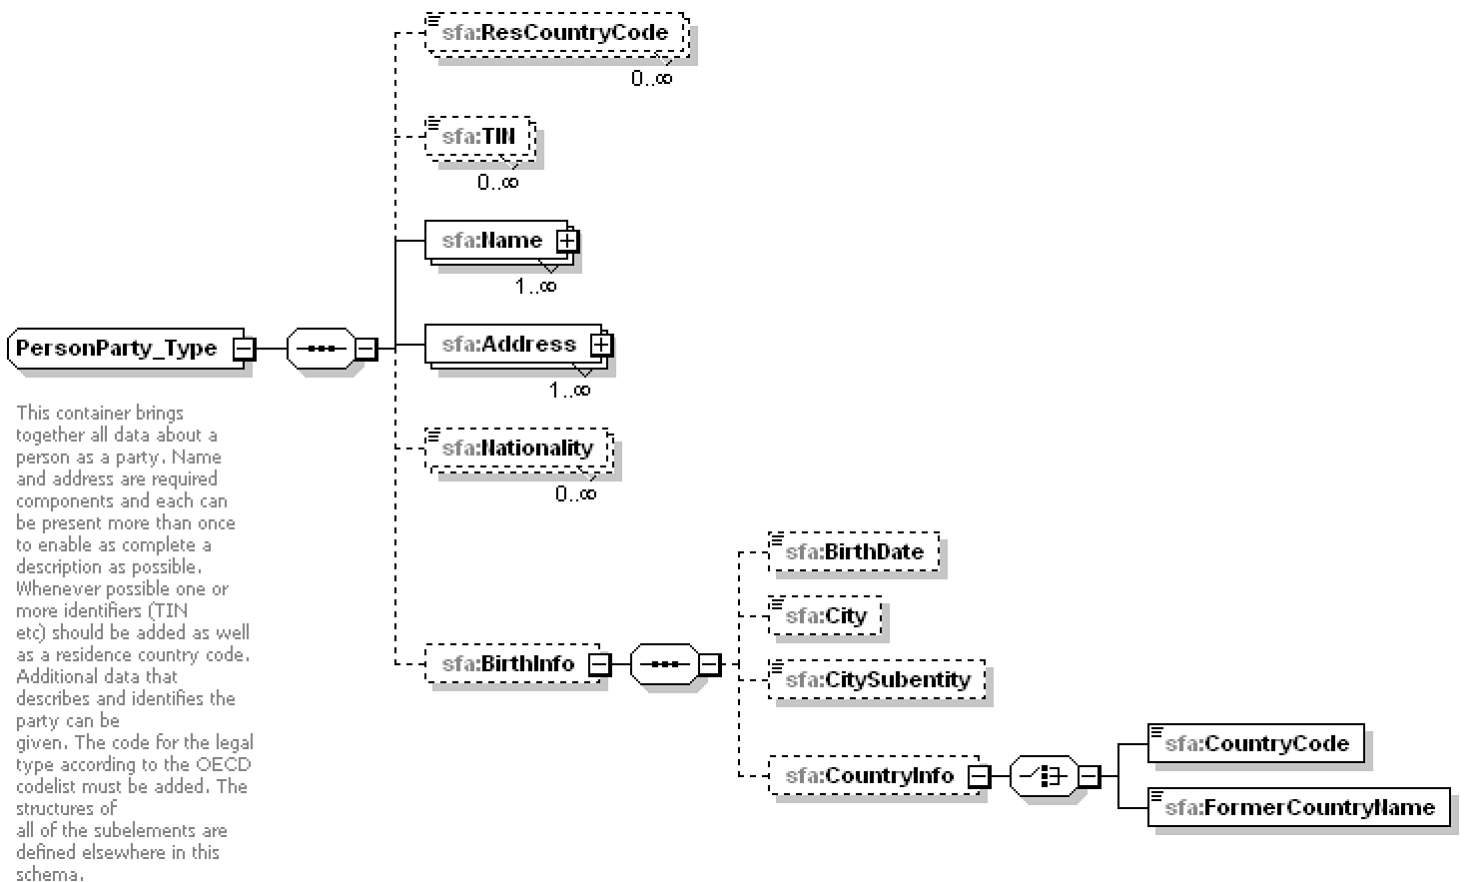 sfa:ResCountryCode
0..∞
sfa:TIN
0..∞
sfa:Name
1..∞
PersonParty_Type
sfa:Address
1..∞
This container brings
together all data about a
person as a party. Name
and address are required
components and each can
be present more than once
to enable as complete a
description as possible.
Whenever possible one or
more identifiers (TIN
etc) should be added as well
as a residence country code.
Additional data that
describes and identifies the
party can be
given. The code for the legal
type according to the OECD
codelist must be added. The
structures of
all of the subelements are
defined elsewhere in this
schema.
sfa:Nationality
0..∞
sfa:BirthInfo
sfa:BirthDate
sfa:City
sfa:CitySubentity
sfa:CountryInfo
sfa:CountryCode
sfa:FormerCountryName